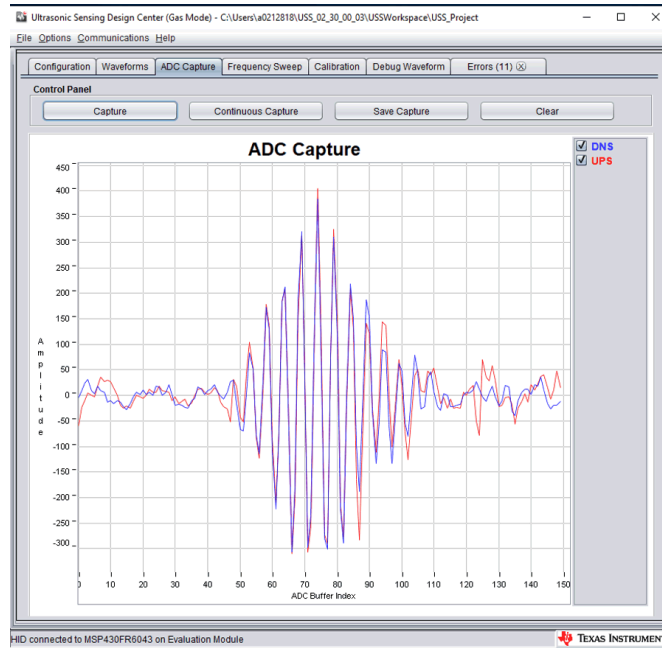 Ultrasonic Sensing Design Center (Gas Mode) - C:\Users\a0212818\USS_02_30_00_03\USSWorkspace\USS_Project
File Options Communications Help
Configuration Waveforms ADC Capture Frequency Sweep Calibration Debug Waveform Errors (11)
Control Panel
Capture Continuous Capture Save Capture Clear
ADC Capture
DNS
UPS
450
400
350
300
250
200
150
100
50
0
-50
-100
-150
-200
-250
-300
Amplitude
0 10 20 30 40 50 60 70 80 90 100 110 120 130 140 150
ADC Buffer Index
HID connected to MSP430FR6043 on Evaluation Module
TEXAS INSTRUMEN